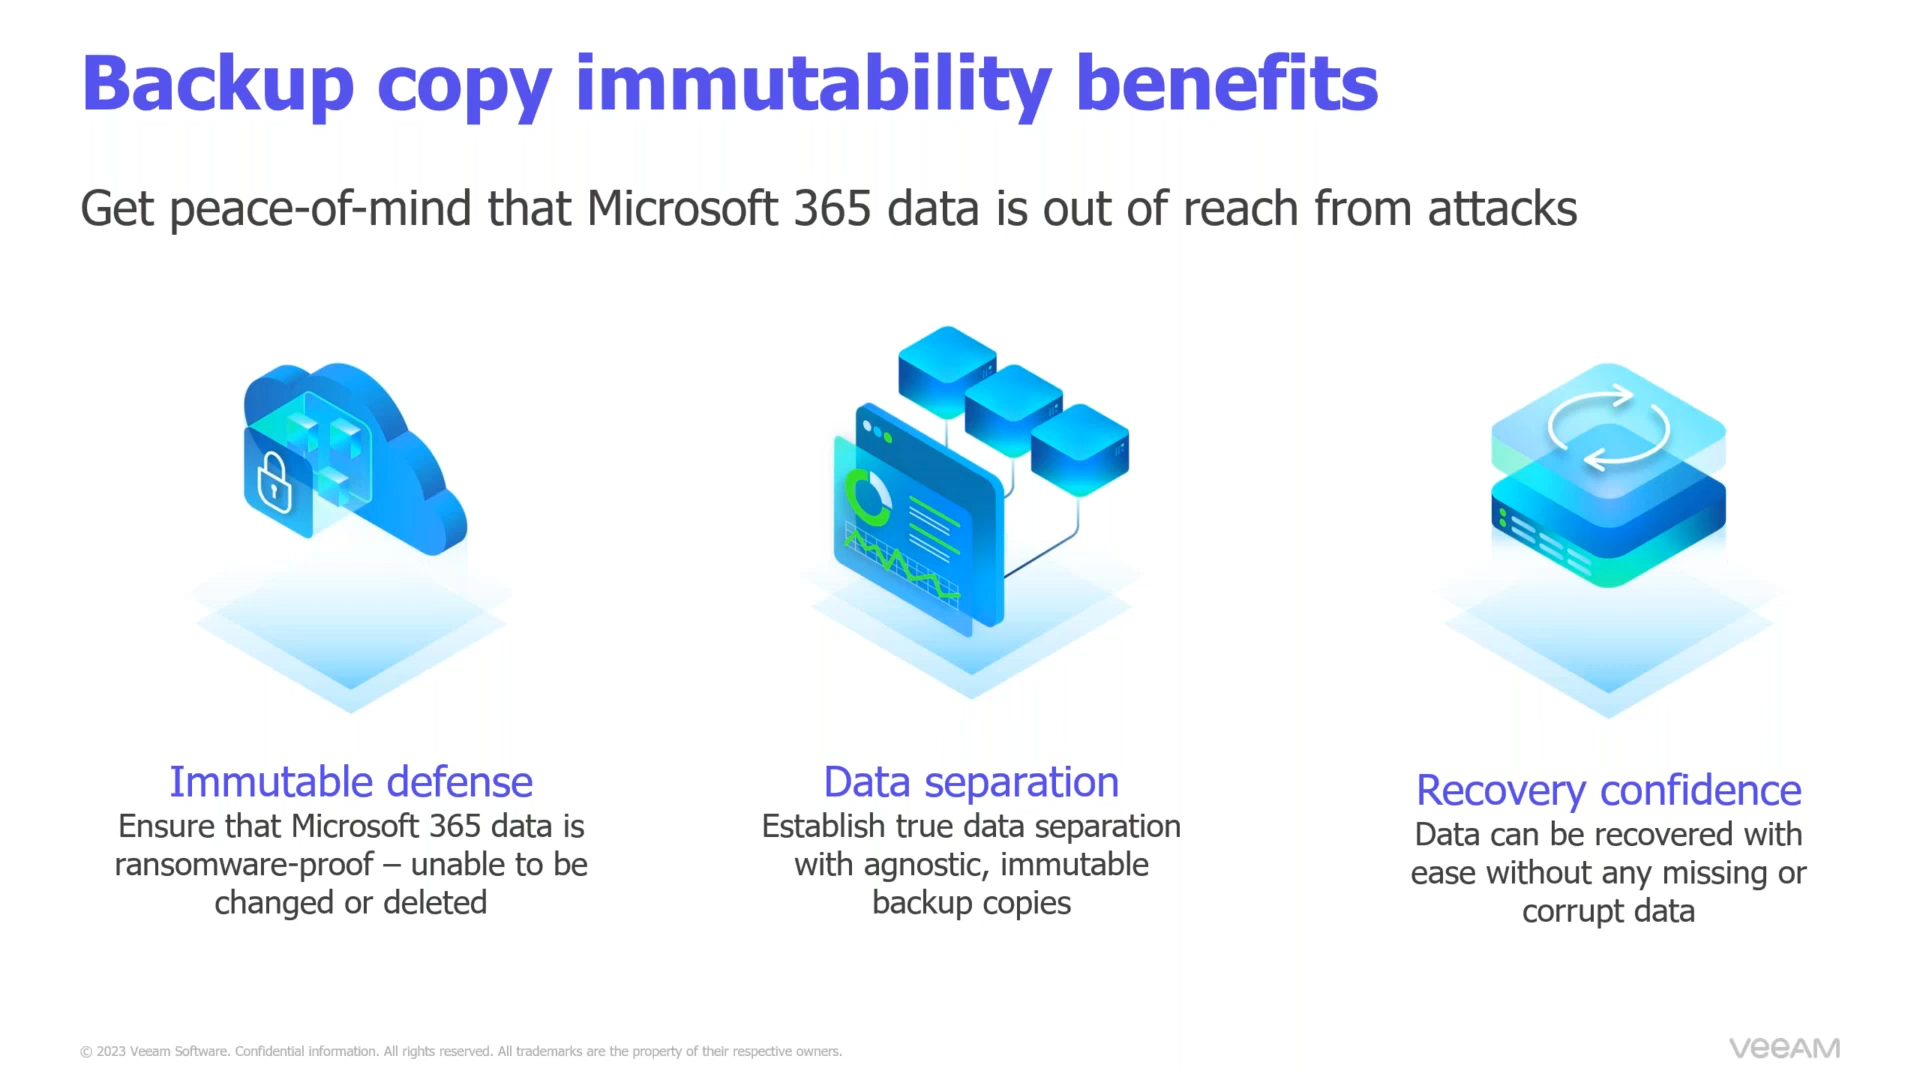 Backup copy immutability benefits
Get peace-of-mind that Microsoft 365 data is out of reach from attacks
Immutable defense
Ensure that Microsoft 365 data is
ransomware-proof – unable to be
changed or deleted
Data separation
Establish true data separation
with agnostic, immutable
backup copies
Recovery confidence
Data can be recovered with
ease without any missing or
corrupt data
© 2023 Veeam Software. Confidential information. All rights reserved. All trademarks are the property of their respective owners.
veeAM